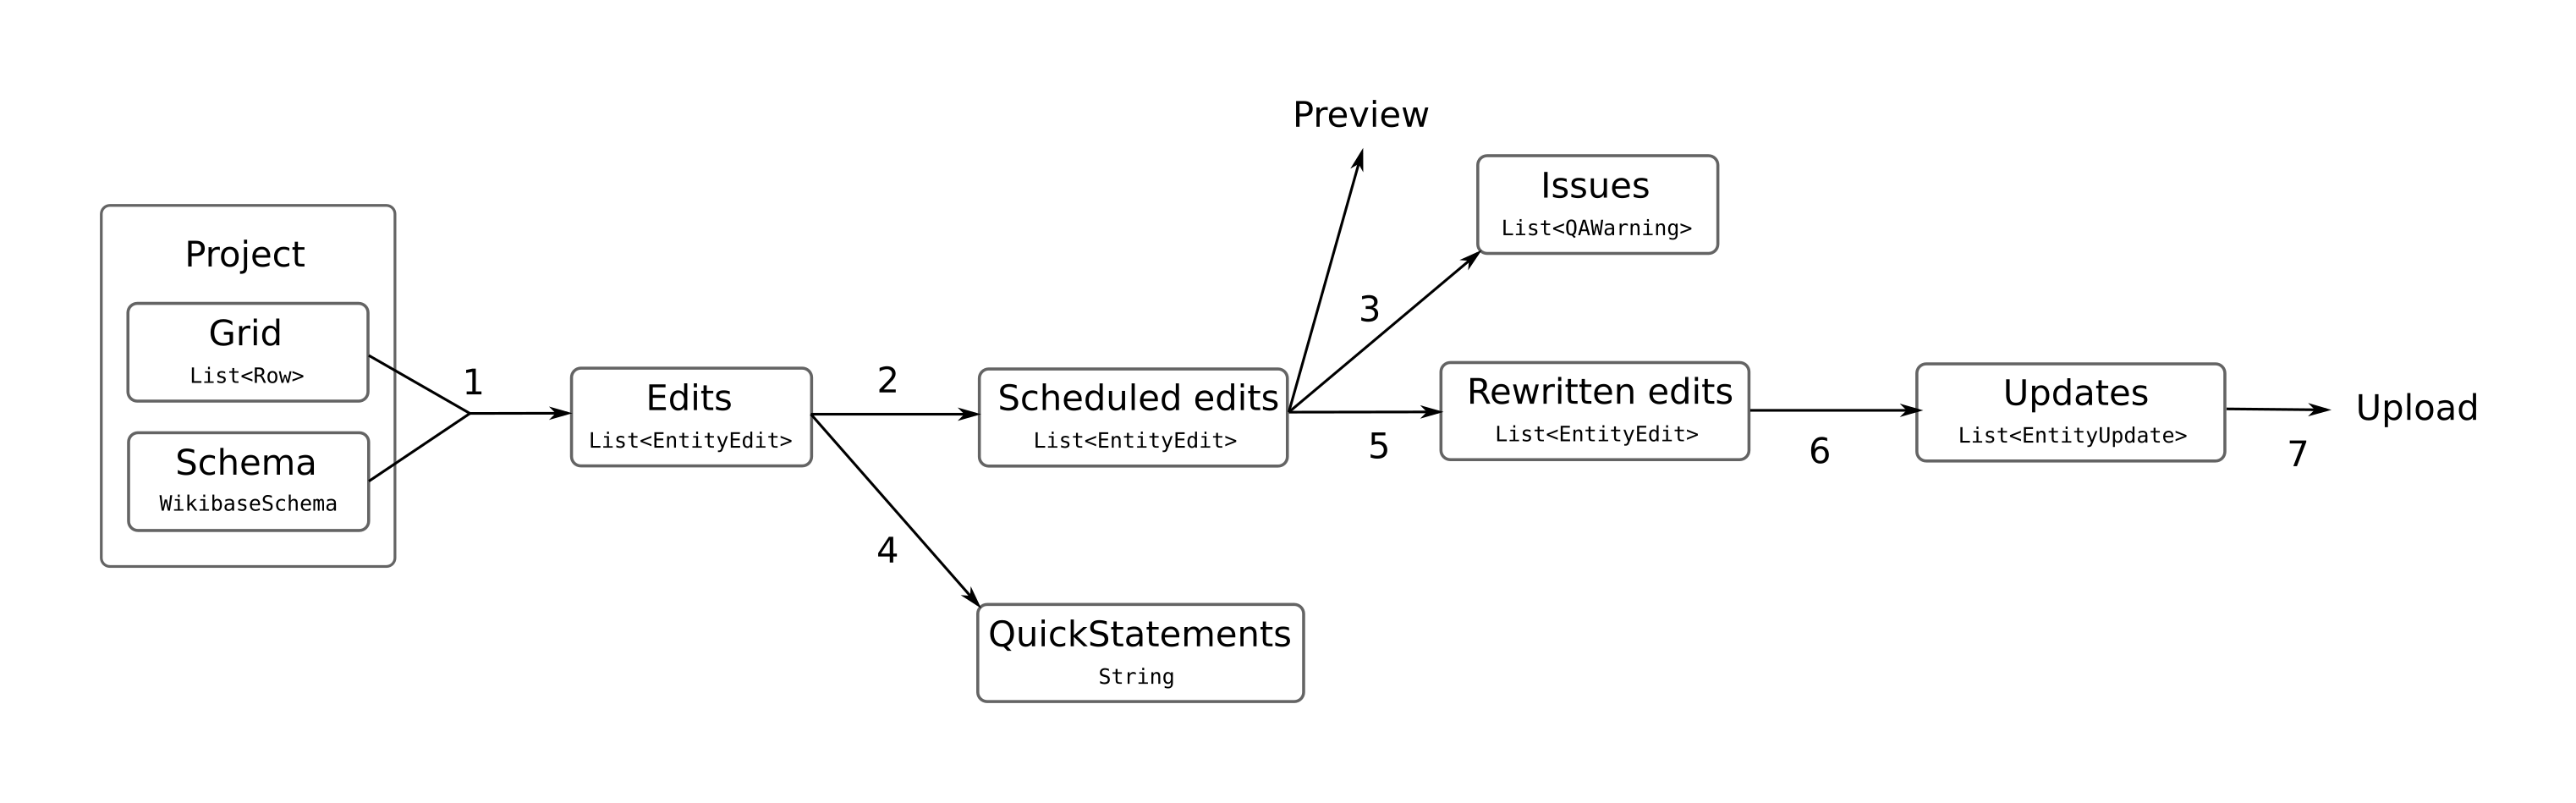 Preview
Issues
List<QAWarning>
Project
Grid
List<Row>
Schema
WikibaseSchema
1
Edits
List<EntityEdit>
2
Scheduled edits
List<EntityEdit>
3
4
QuickStatements
String
5
Rewritten edits
List<EntityEdit>
6
Updates
List<EntityUpdate>
7
Upload